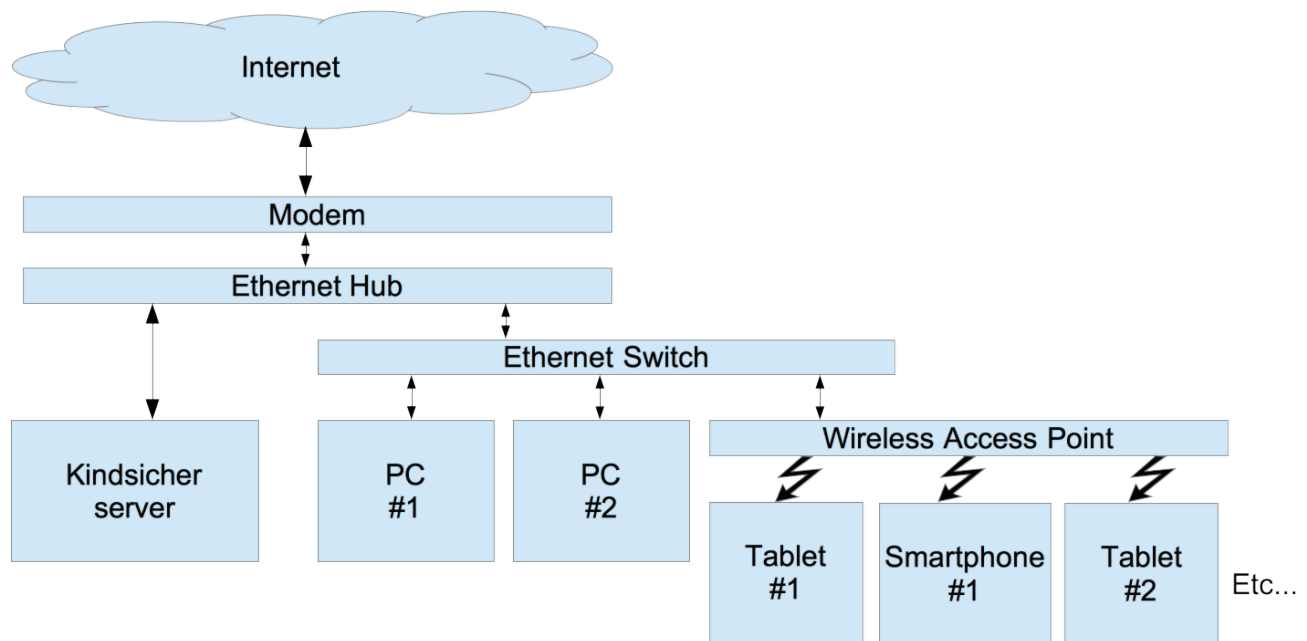 Internet
Modem
Ethernet Hub
Ethernet Switch
Kindsicher
server
PC
#1
PC
#2
Wireless Access Point
Tablet
#1
Smartphone
#1
Tablet
#2
Etc...